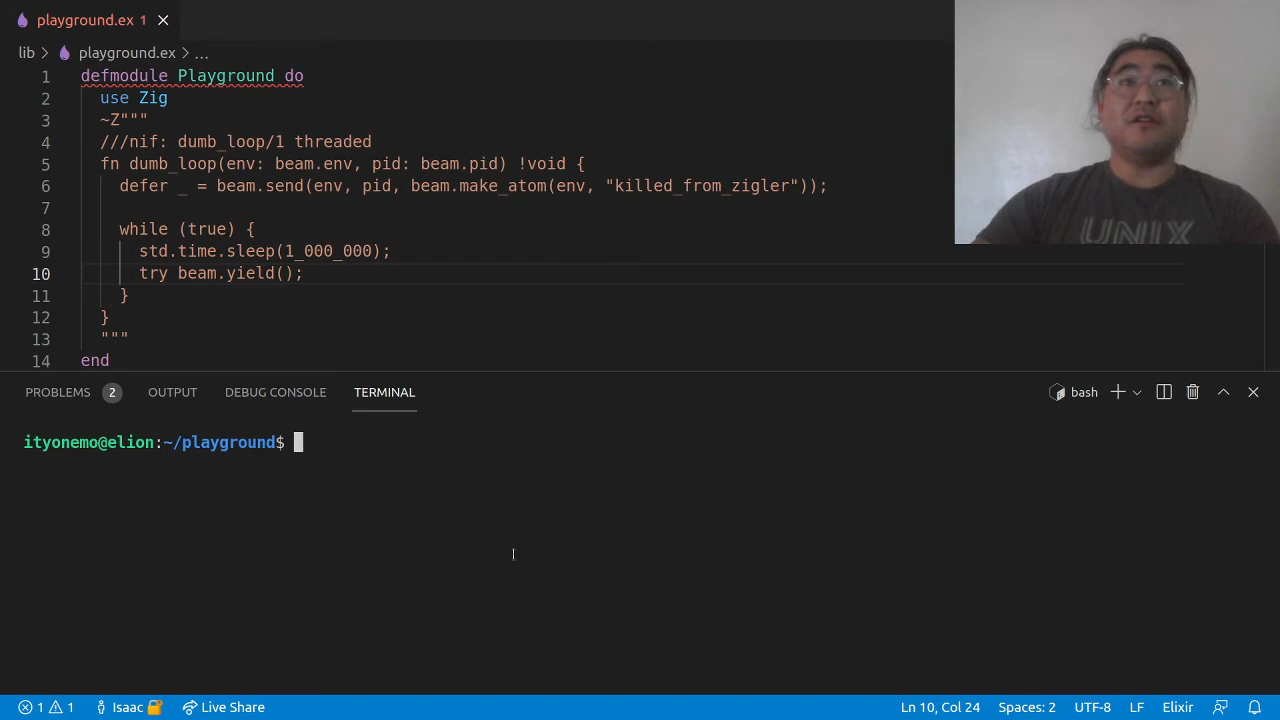 playground.ex 1
lib > playground.ex > ...
1 defmodule Playground do
2 use Zig
3 ~Z"""
4 ///nif: dumb_loop/1 threaded
5 fn dumb_loop(env: beam.env, pid: beam.pid) !void {
6 defer _ = beam.send(env, pid, beam.make_atom(env, "killed_from_zigler"));
7
8 while (true) {
9 std.time.sleep(1_000_000);
10 try beam.yield();
11 }
12 }
13 """
14 end
UNIX
PROBLEMS 2 OUTPUT DEBUG CONSOLE TERMINAL bash
ityonemo@elion:~/playground$
1 1 Isaac Live Share Ln 10, Col 24 Spaces: 2 UTF-8 LF Elixir